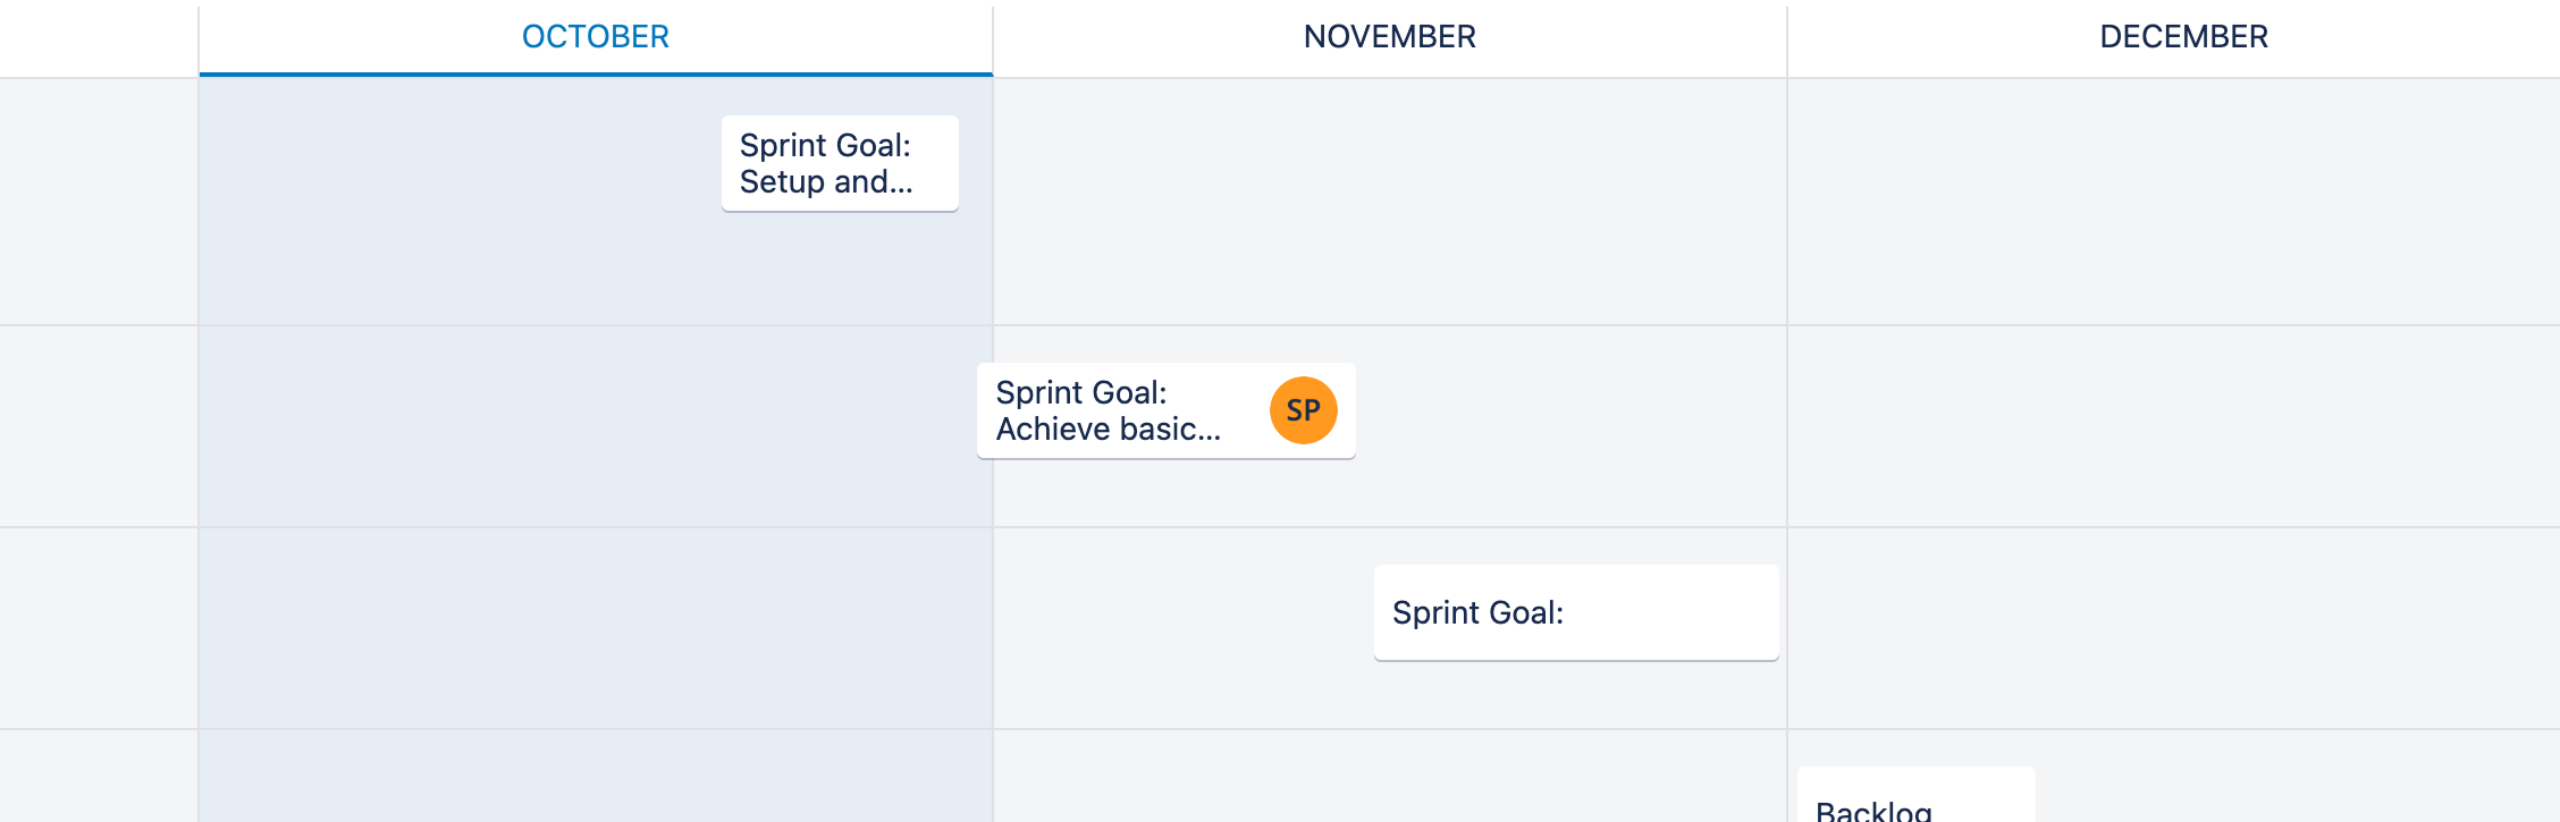 OCTOBER
NOVEMBER
DECEMBER
Sprint Goal:
Setup and...
Sprint Goal:
Achieve basic...
SP
Sprint Goal:
Backlog